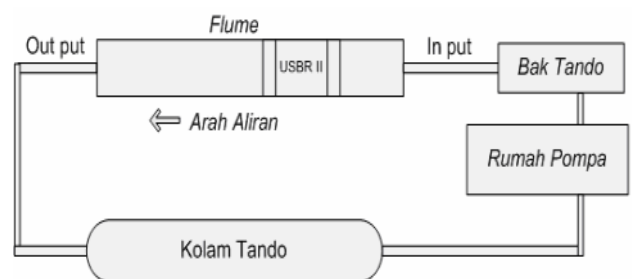 Flume
Out put
In put
USBR II
Bak Tando
Arah Aliran
Rumah Pompa
Kolam Tando